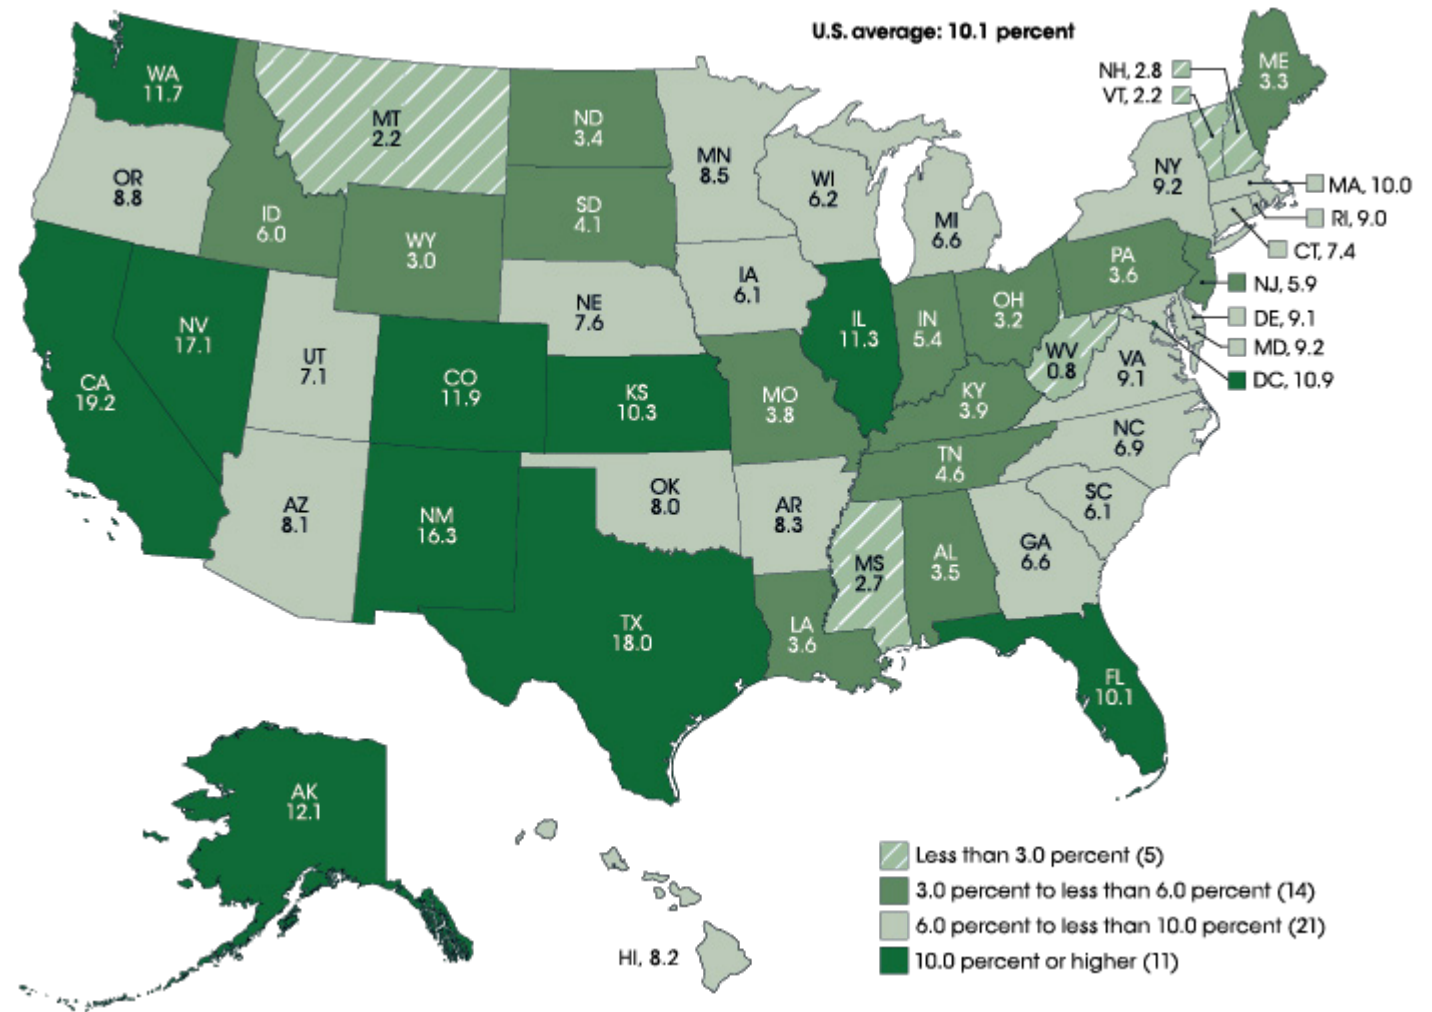 U.S. average: 10.1 percent
NH, 2.8
VT, 2.2
ME
3.3
WA
11.7
MT
2.2
ND
3.4
MN
8.5
WI
6.2
NY
9.2
MA, 10.0
RI, 9.0
CT, 7.4
OR
8.8
ID
6.0
WY
3.0
SD
4.1
MI
6.6
PA
3.6
NJ, 5.9
DE, 9.1
MD, 9.2
DC, 10.9
IA
6.1
NE
7.6
IL
11.3
IN
5.4
OH
3.2
NV
17.1
UT
7.1
CO
11.9
KS
10.3
MO
3.8
KY
3.9
WV
0.8
VA
9.1
CA
19.2
NC
6.9
TN
4.6
SC
6.1
AZ
8.1
NM
16.3
OK
8.0
AR
8.3
MS
2.7
AL
3.5
GA
6.6
TX
18.0
LA
3.6
FL
10.1
AK
12.1
HI, 8.2
Less than 3.0 percent (5)
3.0 percent to less than 6.0 percent (14)
6.0 percent to less than 10.0 percent (21)
10.0 percent or higher (11)